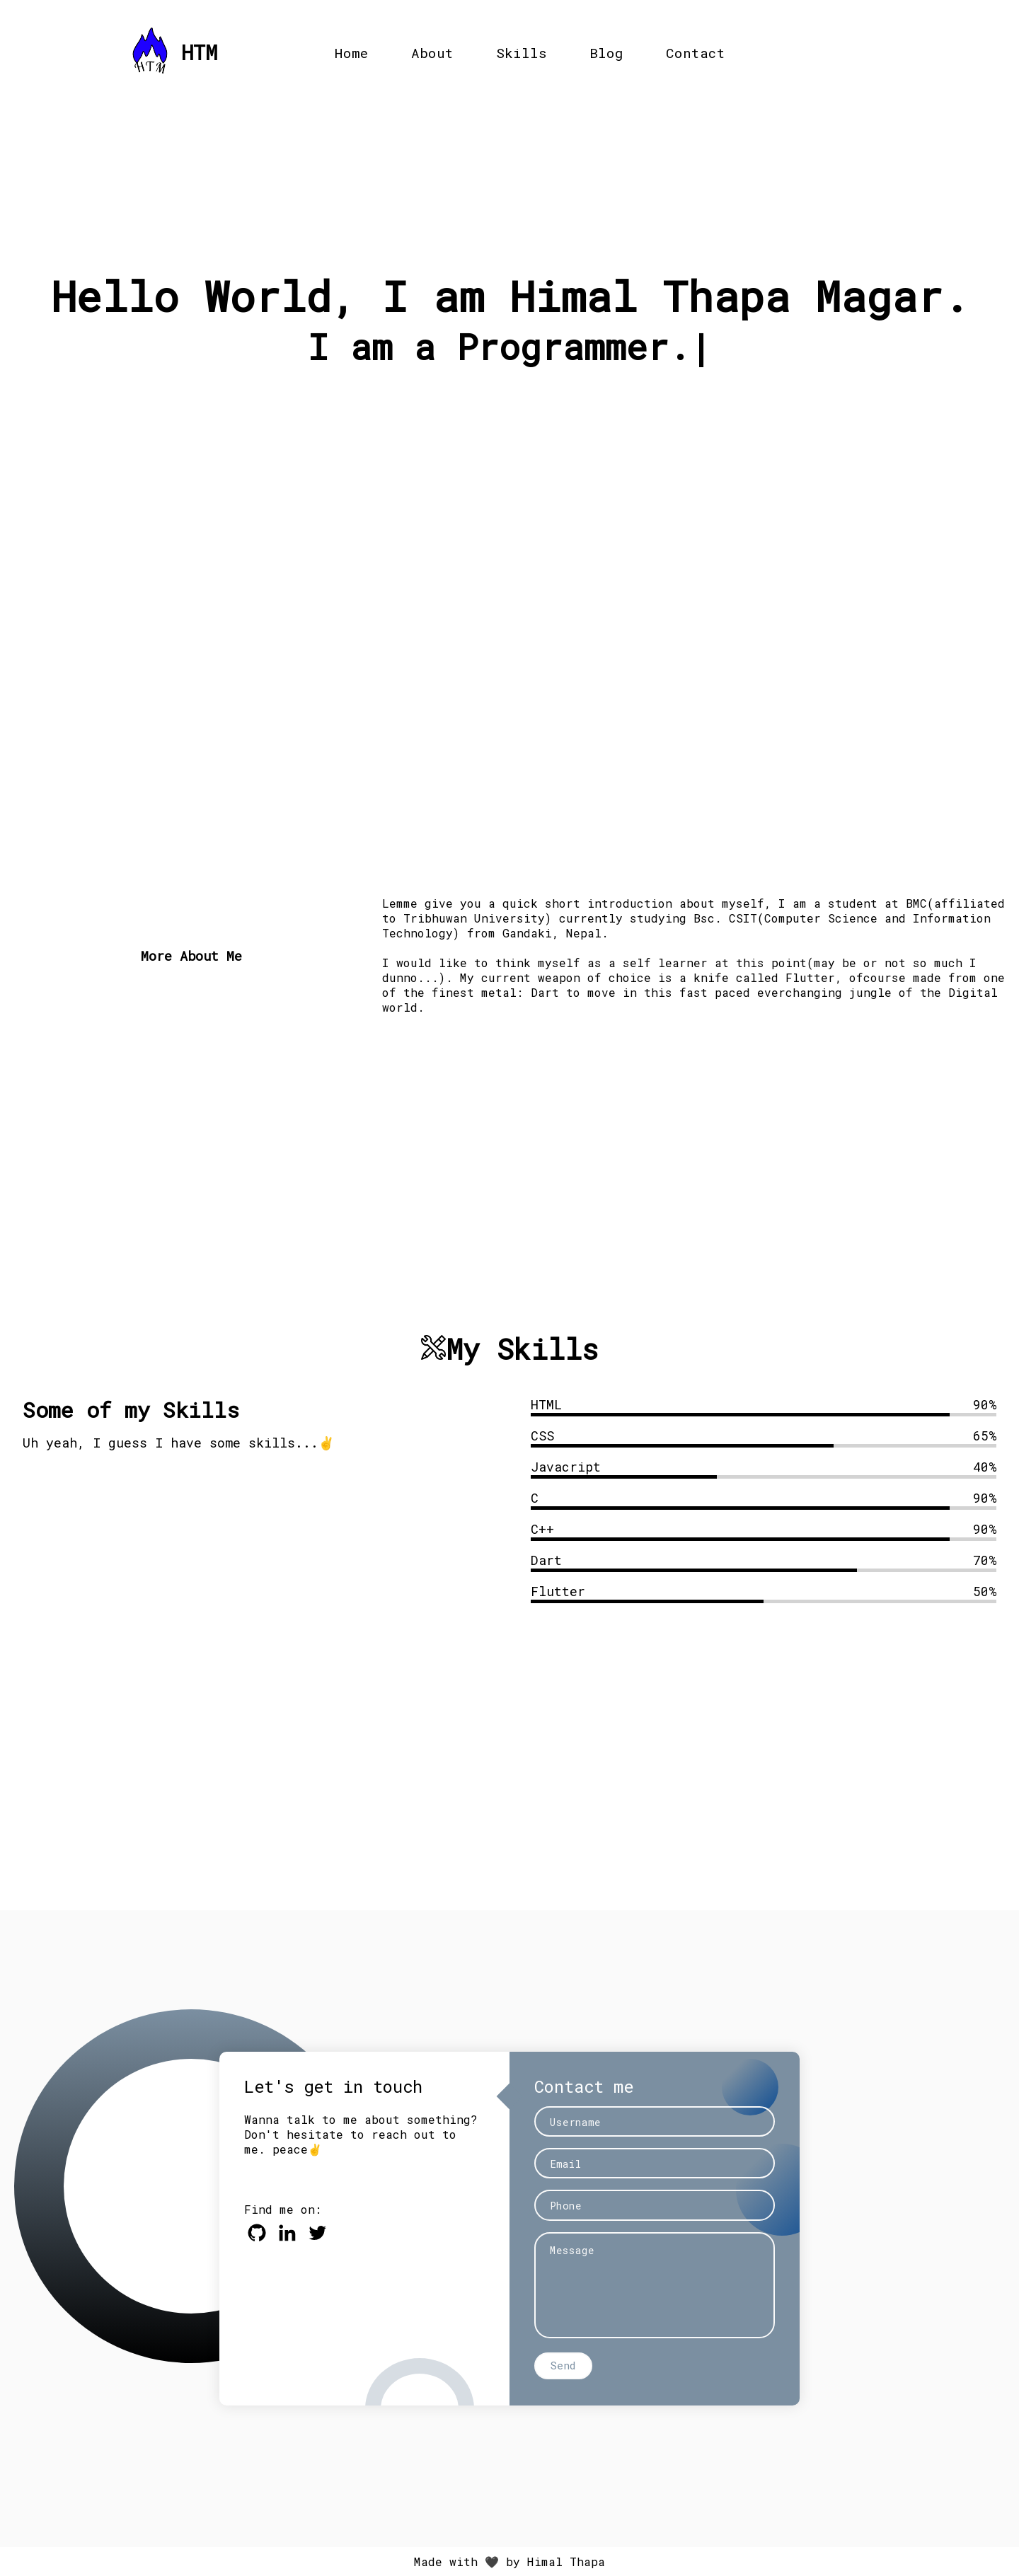 HTM
HTM
Home About Skills Blog Contact
Hello World, I am Himal Thapa Magar.
I am a Programmer.|
More About Me
Lemme give you a quick short introduction about myself, I am a student at BMC(affiliated
to Tribhuwan University) currently studying Bsc. CSIT(Computer Science and Information
Technology) from Gandaki, Nepal.
I would like to think myself as a self learner at this point(may be or not so much I
dunno...). My current weapon of choice is a knife called Flutter, ofcourse made from one
of the finest metal: Dart to move in this fast paced everchanging jungle of the Digital
world.
My Skills
Some of my Skills
Uh yeah, I guess I have some skills...✌
HTML 90%
CSS 65%
Javacript 40%
C 90%
C++ 90%
Dart 70%
Flutter 50%
Let's get in touch
Wanna talk to me about something?
Don't hesitate to reach out to
me. peace✌
Find me on:
Contact me
Username
Email
Phone
Message
Send
Made with 🖤 by Himal Thapa